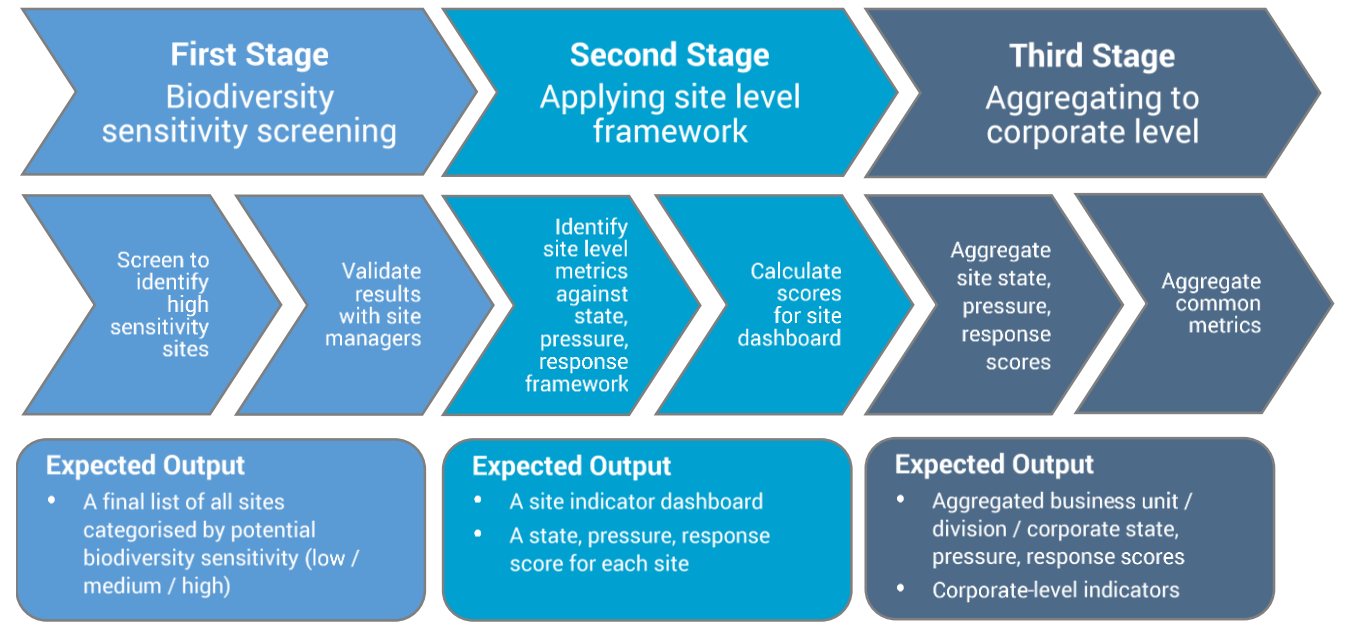 First Stage
Biodiversity
sensitivity screening
Second Stage
Applying site level
framework
Third Stage
Aggregating to
corporate level
Screen to
identify
high
sensitivity
sites
Validate
results
with site
managers
Identify
site level
metrics
against
state,
pressure,
response
framework
Calculate
scores
for site
dashboard
Aggregate
site state,
pressure,
response
scores
Aggregate
common
metrics
Expected Output
• A final list of all sites
categorised by potential
biodiversity sensitivity (low /
medium / high)
Expected Output
• A site indicator dashboard
• A state, pressure, response
score for each site
Expected Output
• Aggregated business unit /
division / corporate state,
pressure, response scores
• Corporate-level indicators